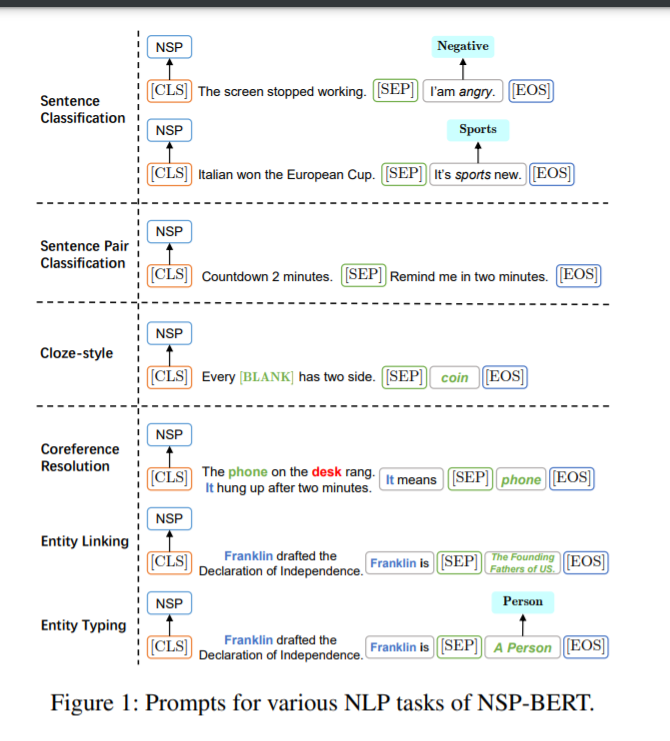 NSP
Negative
Sentence
Classification
[CLS] The screen stopped working. [SEP] I'am angry. [EOS]
NSP
Sports
[CLS] Italian won the European Cup. [SEP] It's sports new. [EOS]
NSP
Sentence Pair
Classification
[CLS] Countdown 2 minutes. [SEP] Remind me in two minutes. [EOS]
NSP
Cloze-style
[CLS] Every [BLANK] has two side. [SEP] coin [EOS]
NSP
Coreference
Resolution
[CLS] The phone on the desk rang.
It hung up after two minutes. It means [SEP] phone [EOS]
NSP
Entity Linking
[CLS] Franklin drafted the
Declaration of Independence. Franklin is [SEP] The Founding
Fathers of US. [EOS]
NSP
Person
Entity Typing
[CLS] Franklin drafted the
Declaration of Independence. Franklin is [SEP] A Person [EOS]
Figure 1: Prompts for various NLP tasks of NSP-BERT.